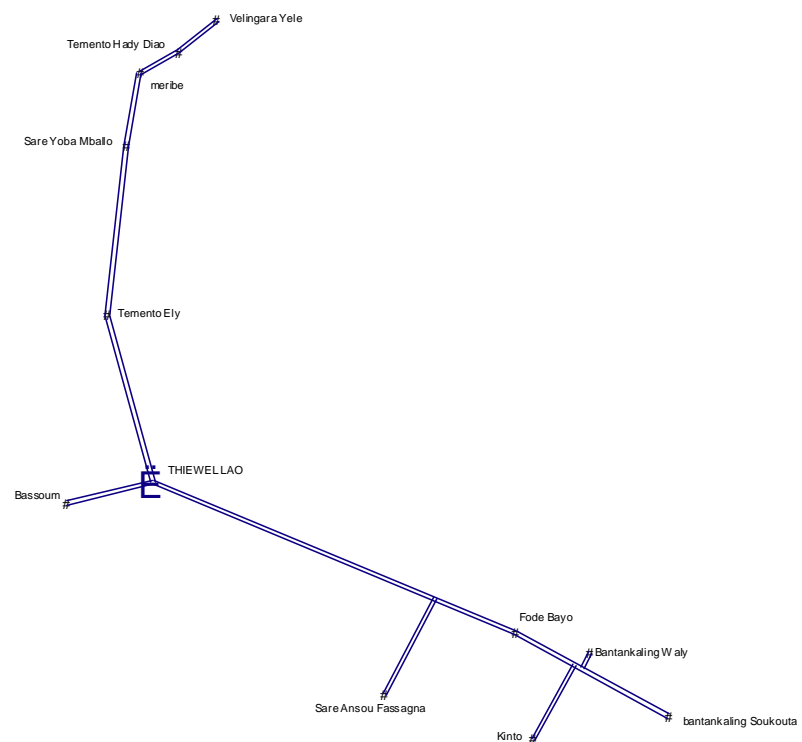 Velingara Yele
Temento Hady Diao
meribe
Sare Yoba Mballo
Temento Ely
THIEWEL LAO
Bassoum
Fode Bayo
Bantankaling Waly
Sare Ansou Fassagna
bantankaling Soukouta
Kinto